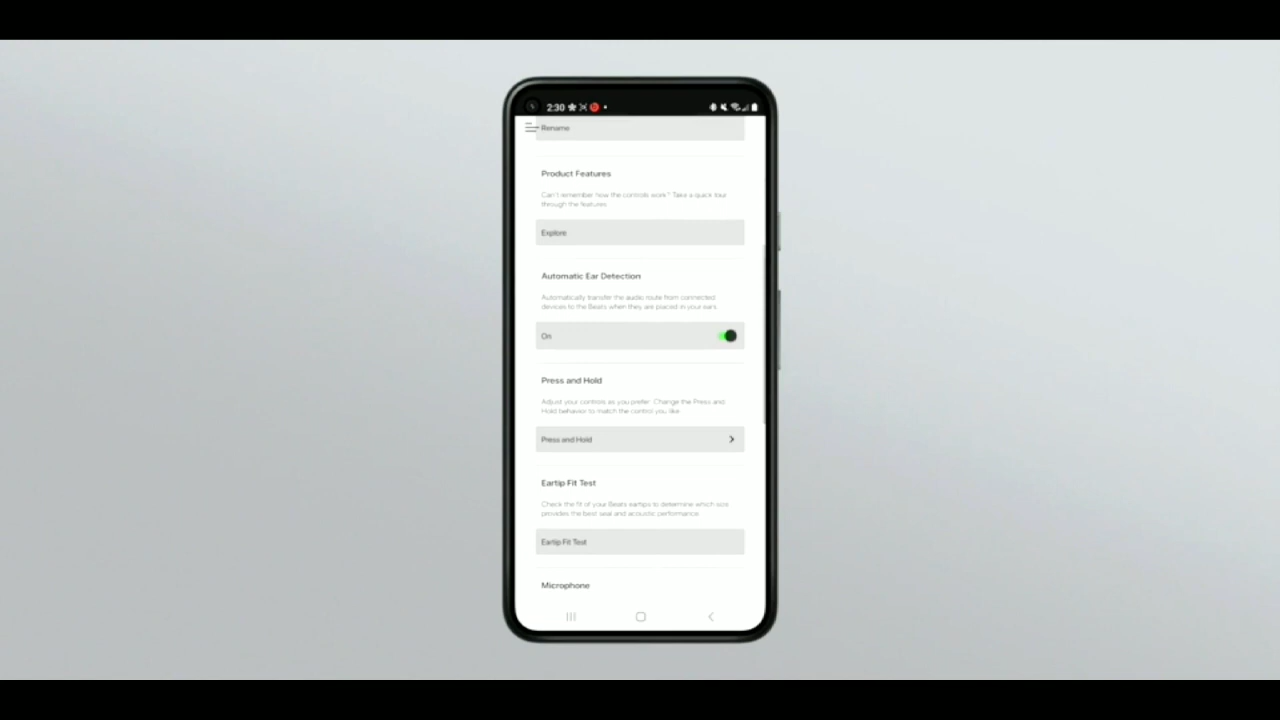 2:30
Rename
Product Features
Can't remember how the controls work? Take a quick tour
through the features.
Explore
Automatic Ear Detection
Automatically transfer the audio route from connected
devices to the Beats when they are placed in your ears.
On
Press and Hold
Adjust your controls as you prefer. Change the Press and
Hold behavior to match the control you like.
Press and Hold
Eartip Fit Test
Check the fit of your Beats eartips to determine which size
provides the best seal and acoustic performance.
Eartip Fit Test
Microphone